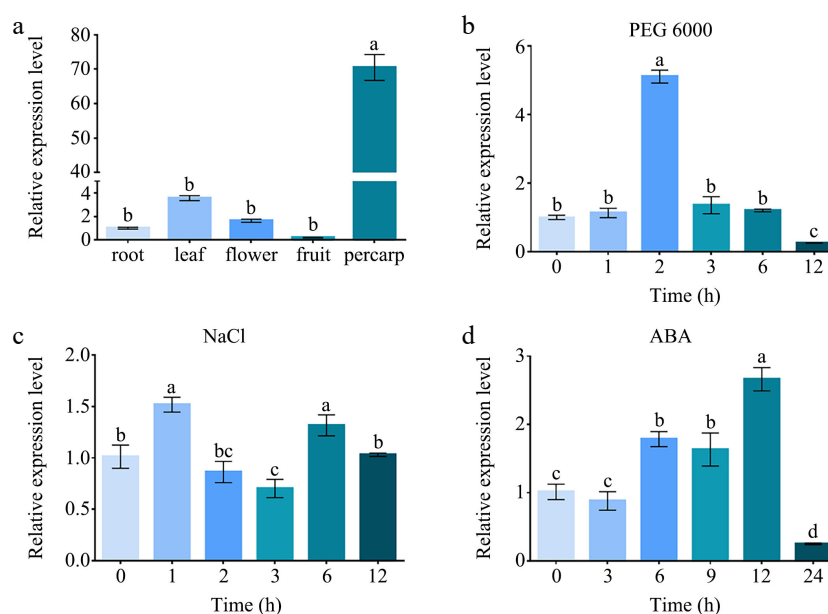 a
Relative expression level
80
70
60
50
40
4
2
0
b
b
b
b
a
root leaf flower fruit percarp
b
PEG 6000
Relative expression level
6
4
2
0
b
b
a
b
b
c
0 1 2 3 6 12
Time (h)
c
NaCl
Relative expression level
2.0
1.5
1.0
0.5
0.0
b
a
bc
c
a
b
0 1 2 3 6 12
Time (h)
d
ABA
Relative expression level
3
2
1
0
c
c
b
b
a
d
0 3 6 9 12 24
Time (h)